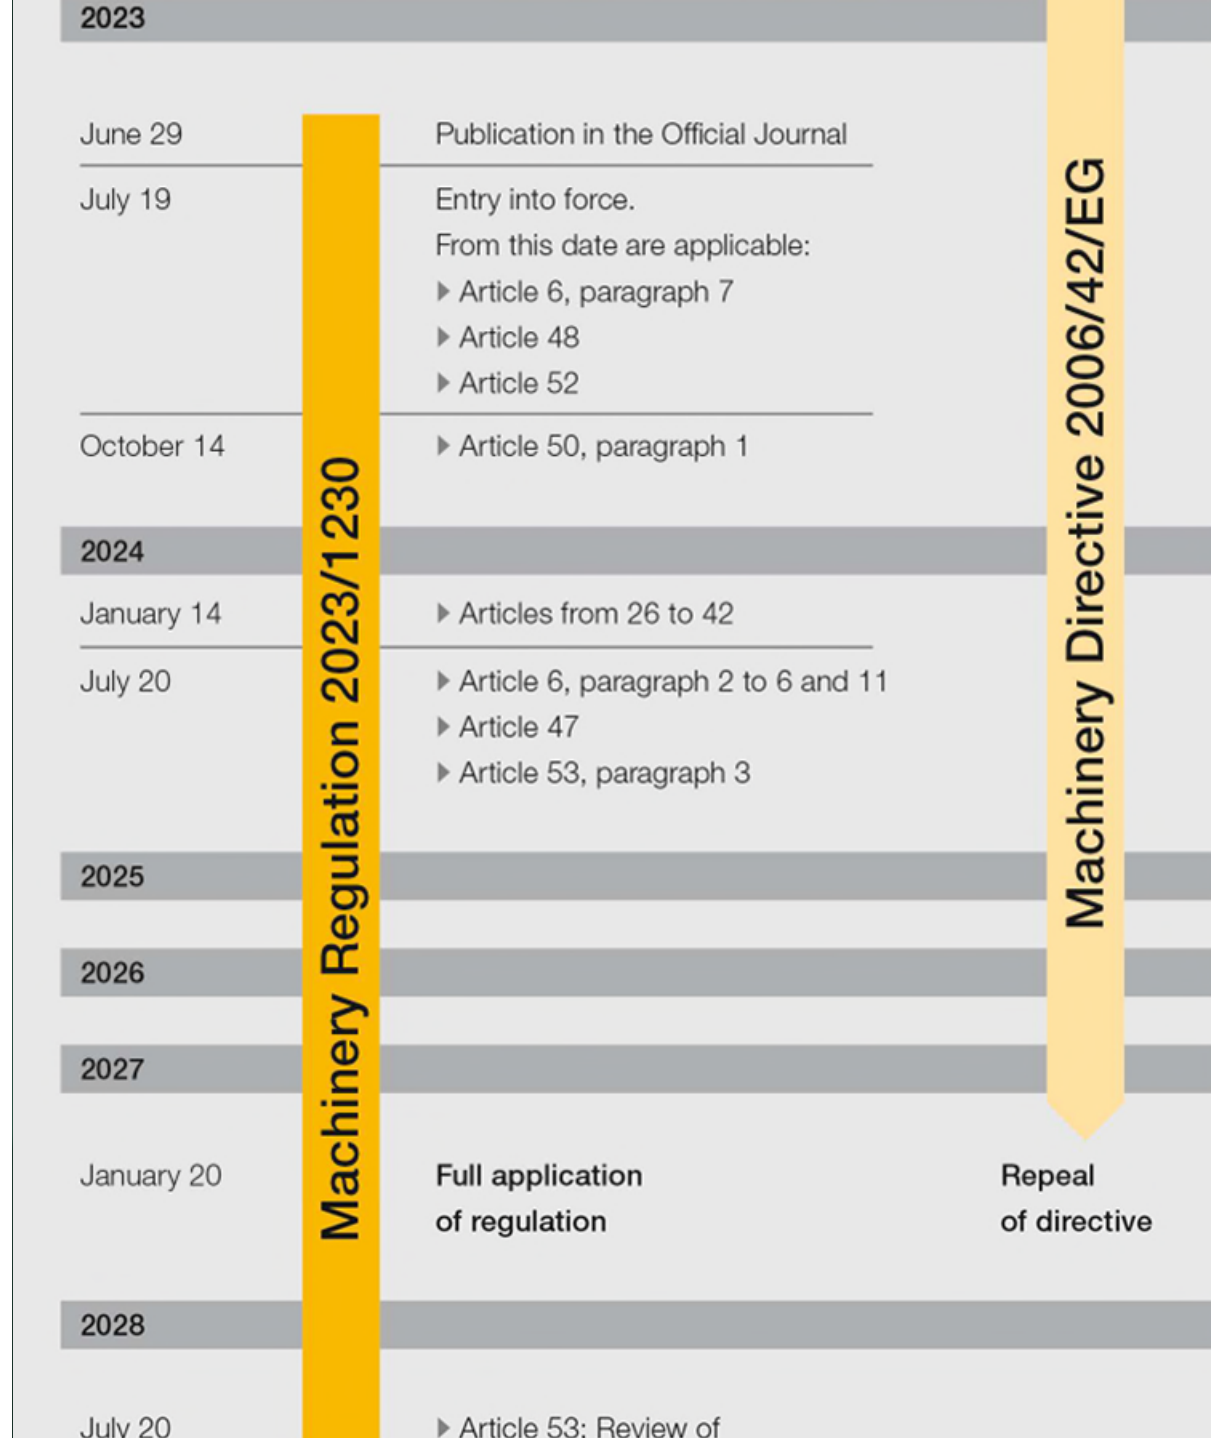 2023
June 29
Publication in the Official Journal
July 19
Entry into force.
From this date are applicable:
Article 6, paragraph 7
Article 48
Article 52
October 14
Article 50, paragraph 1
2024
January 14
Articles from 26 to 42
July 20
Article 6, paragraph 2 to 6 and 11
Article 47
Article 53, paragraph 3
2025
2026
2027
January 20
Full application
of regulation
Repeal
of directive
2028
July 20
Article 53: Review of
Machinery Regulation 2023/1230
Machinery Directive 2006/42/EG